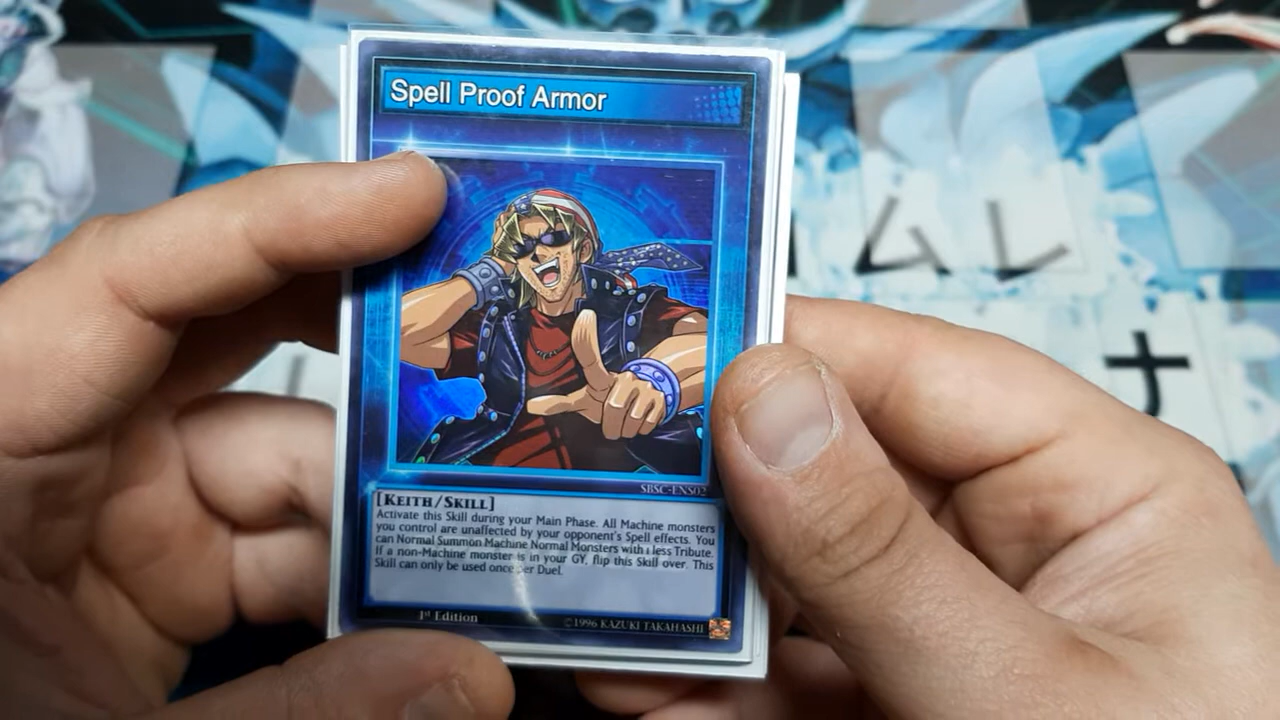 Spell Proof Armor
SBSC-ENS02
[KEITH/SKILL]
Activate this Skill during your Main Phase. All Machine monsters
you control are unaffected by your opponent's Spell effects. You
can Normal Summon Machine Normal Monsters with 1 less Tribute.
If a non-Machine monster is in your GY, flip this Skill over. This
Skill can only be used once per Duel.
1st Edition
©1996 KAZUKI TAKAHASHI